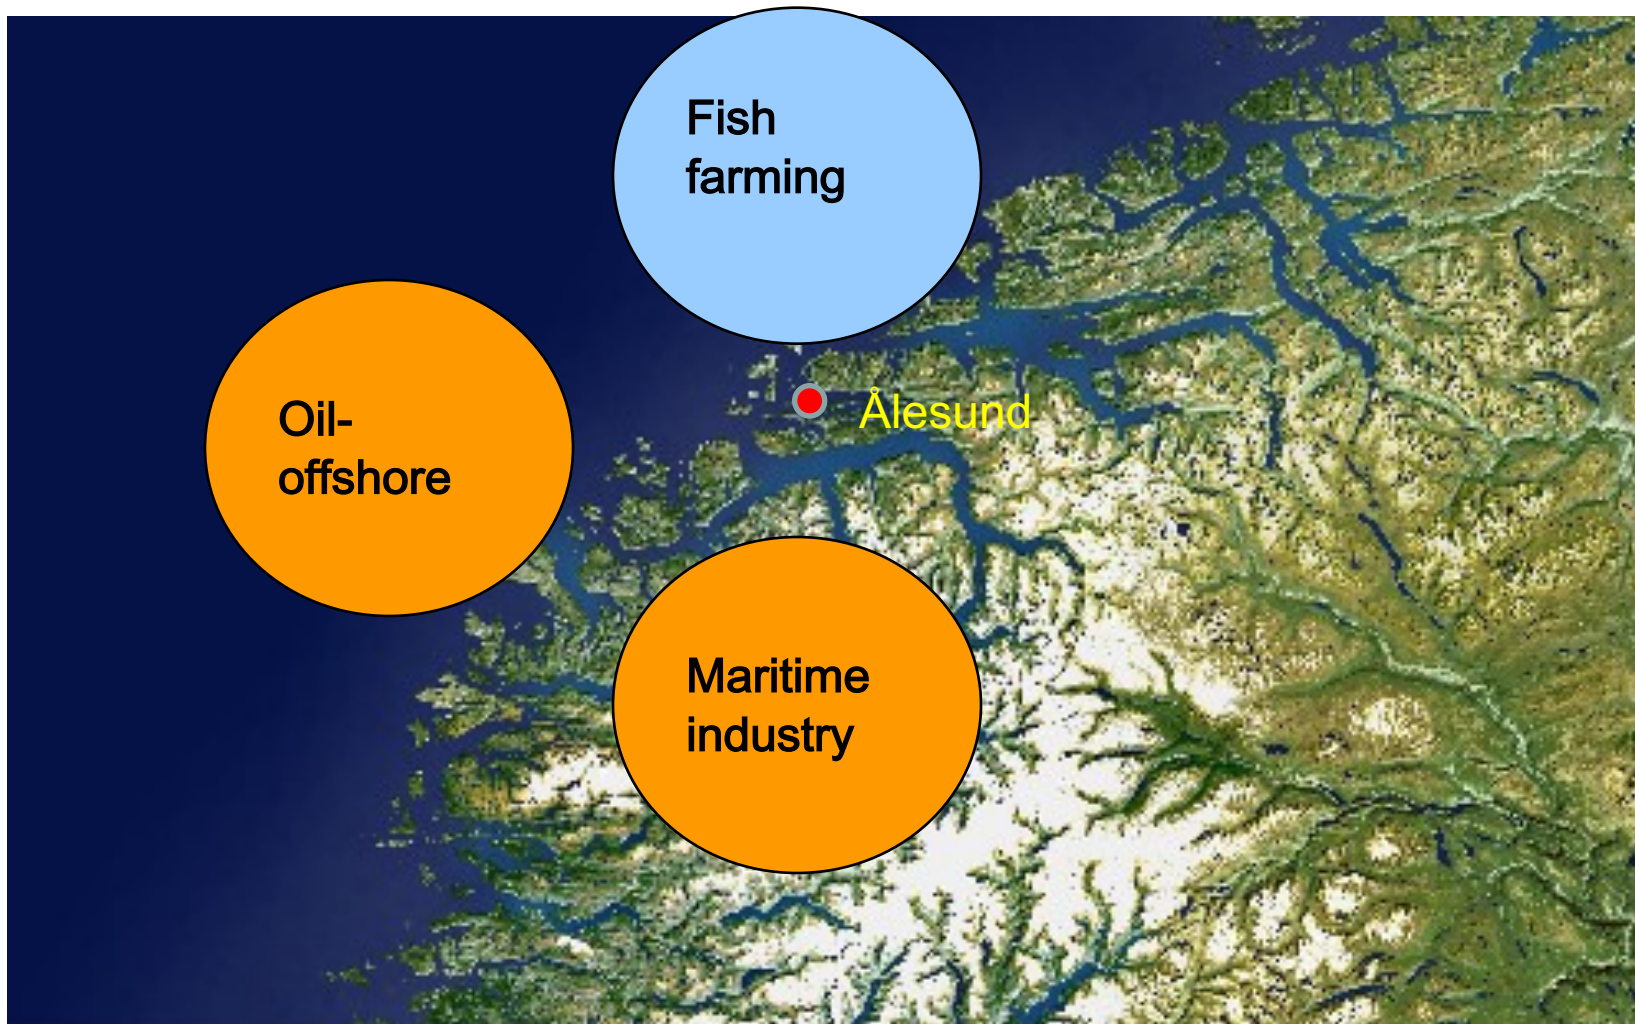 Fish
farming
Oil-
offshore
Ålesund
Maritime
industry